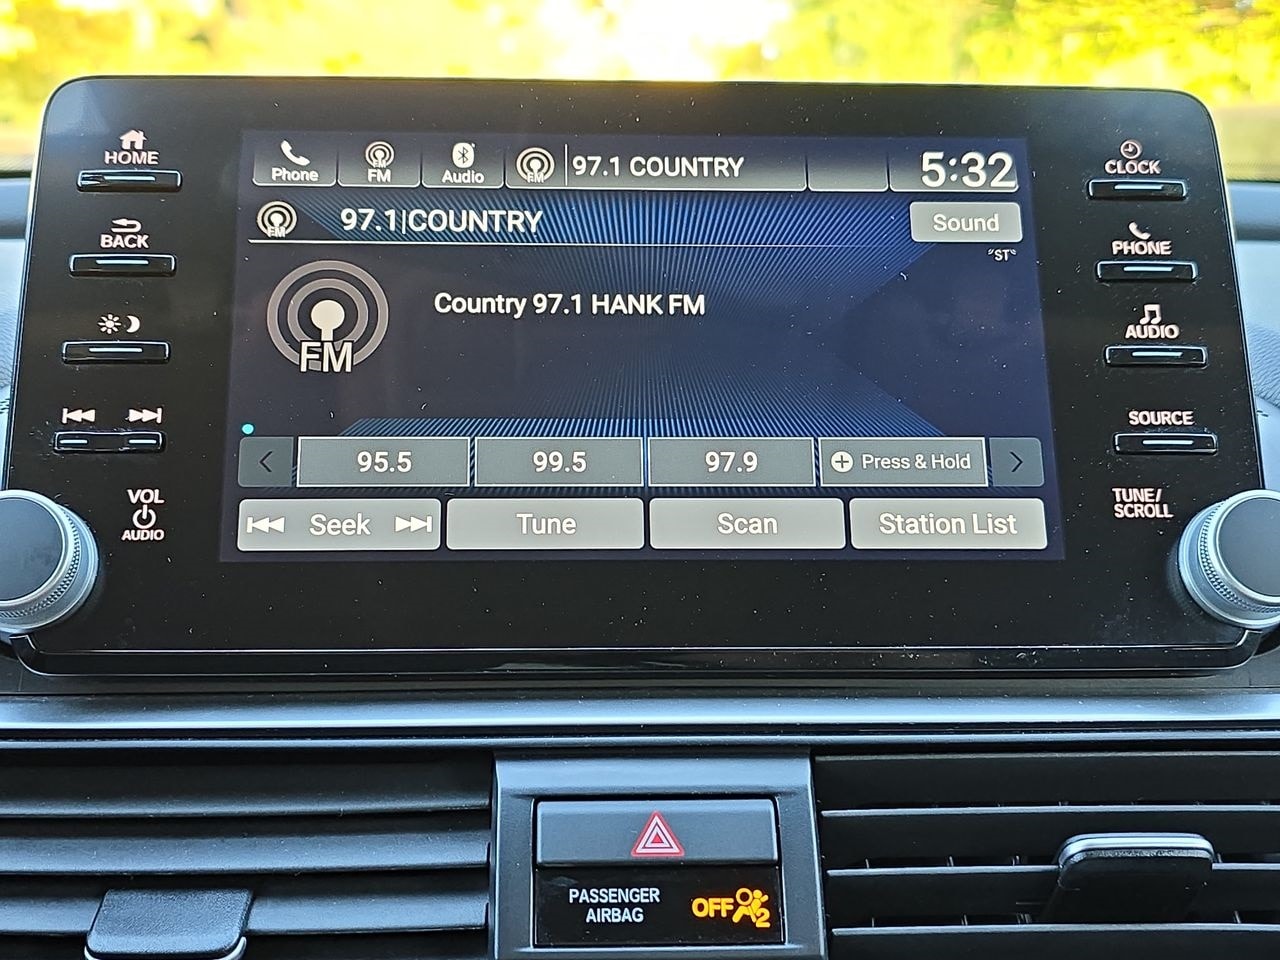 HOME
BACK
VOL
AUDIO
Phone
FM
Audio
FM
97.1 COUNTRY
5:32
FM
97.1|COUNTRY
Sound
"ST"
FM
Country 97.1 HANK FM
95.5
99.5
97.9
Press & Hold
Seek
Tune
Scan
Station List
CLOCK
PHONE
AUDIO
SOURCE
TUNE/
SCROLL
PASSENGER
AIRBAG
OFF
2